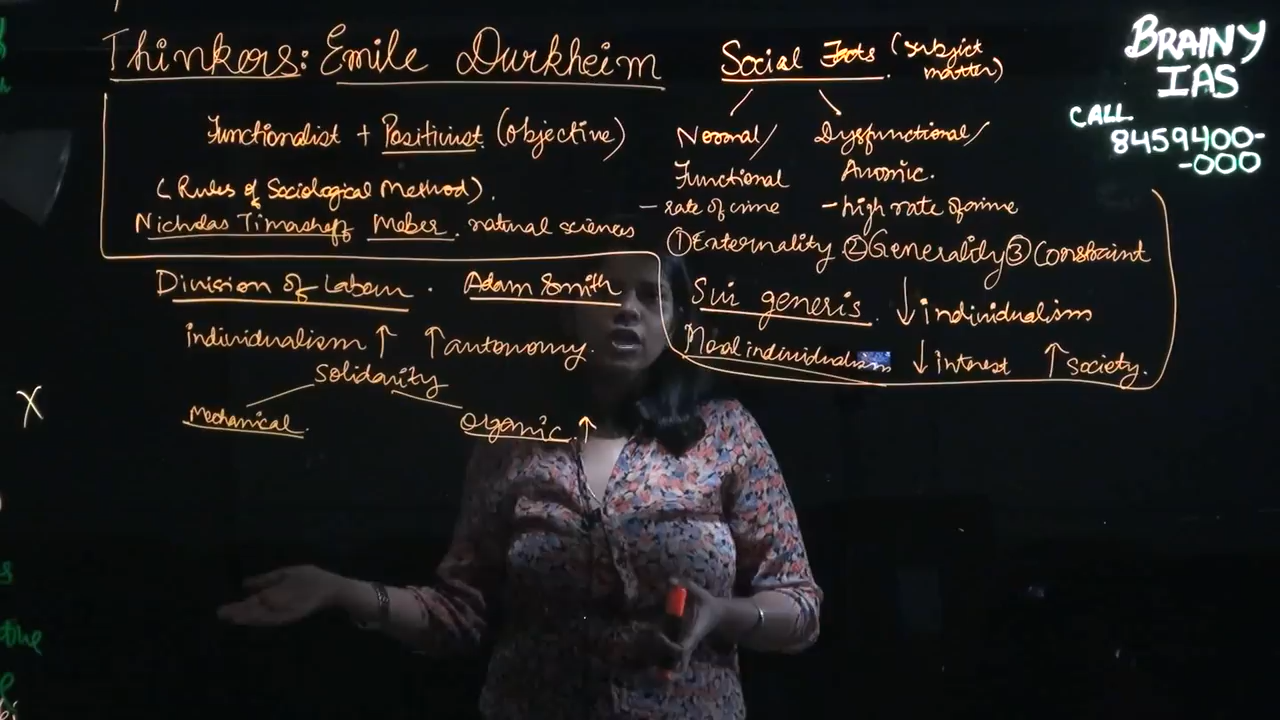 Thinkers: Emile Durkheim
Functionalist + Positivist (objective)
(Rules of Sociological Method).
Nicholas Timasheff Meber. natural sciences
Division of Labour. Adam Smith
individualism ↑ ↑ autonomy.
Solidarity
Mechanical. Organic. ↑
Social Facts. (subject
matter)
Normal/ Dysfunctional/
Functional Anomic.
- rate of crime - high rate of crime
① Externality ② Generality ③ Constraint
Sui generis. ↓ individualism
Moral individualism ↓ interest ↑ Society.
BRAINY
IAS
CALL
8459400-
-000
X
s
the